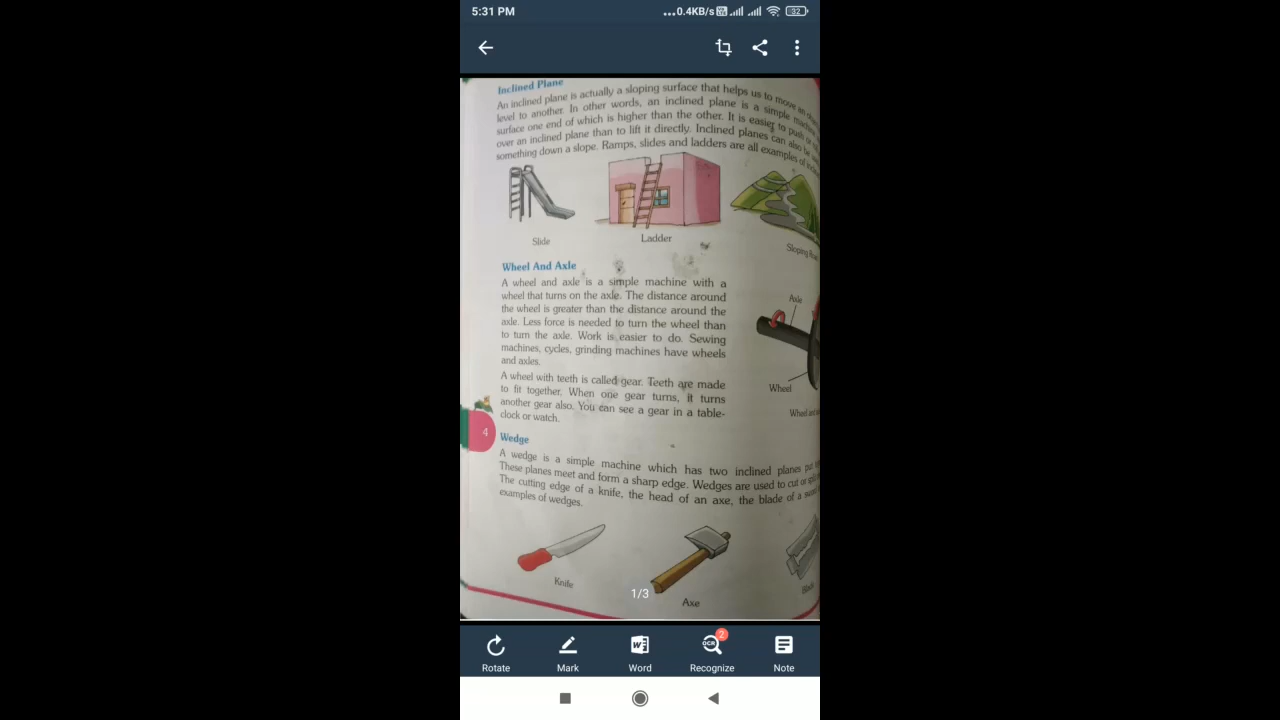 5:31 PM
...0.4KB/s
32
Inclined Plane
An inclined plane is actually a sloping surface that helps us to move an
level to another. In other words, an inclined plane is a simple
surface one end of which is higher than the other. It is easier to push or
over an inclined plane than to lift it directly. Inclined planes can also be
something down a slope. Ramps, slides and ladders are all examples of
Slide
Ladder
Sloping
Wheel And Axle
A wheel and axle is a simple machine with a
wheel that turns on the axle. The distance around
the wheel is greater than the distance around the
axle. Less force is needed to turn the wheel than
to turn the axle. Work is easier to do. Sewing
machines, cycles, grinding machines have wheels
and axles.
Axle
Wheel
Wheel and
A wheel with teeth is called gear. Teeth are made
to fit together. When one gear turns, it turns
another gear also. You can see a gear in a table-
clock or watch.
4
Wedge
A wedge is a simple machine which has two inclined planes
These planes meet and form a sharp edge. Wedges are used to cut or
The cutting edge of a knife, the head of an axe, the blade of a
examples of wedges.
Knife
Axe
Blade
1/3
Rotate
Mark
Word
OCR
2
Recognize
Note